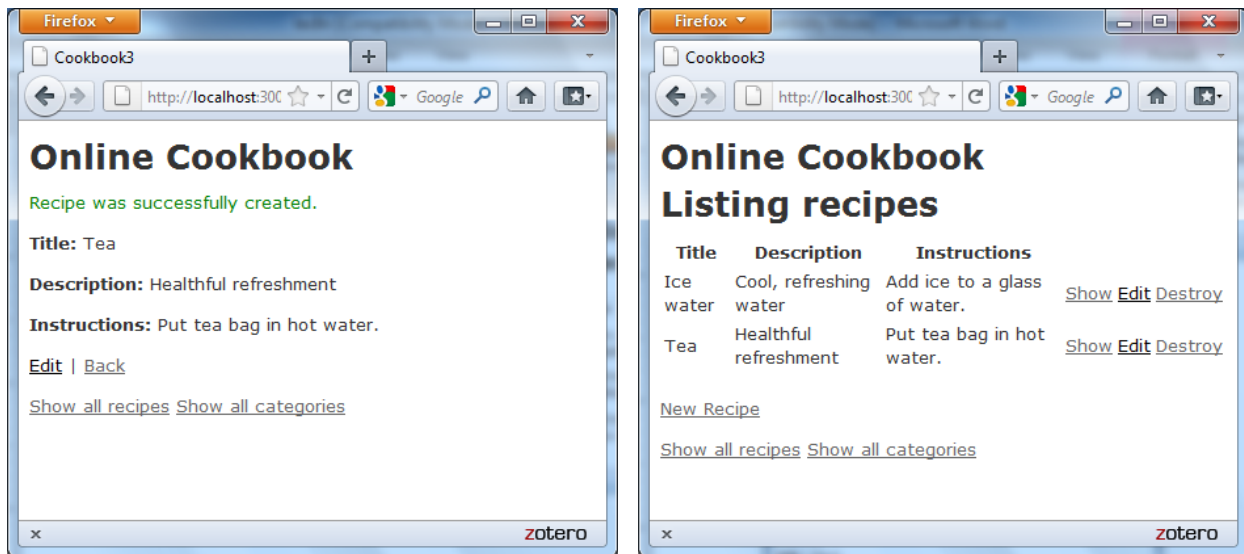 Firefox
Cookbook3
http://localhost:300
Google
Online Cookbook
Recipe was successfully created.
Title: Tea
Description: Healthful refreshment
Instructions: Put tea bag in hot water.
Edit | Back
Show all recipes Show all categories
x
zotero
Firefox
Cookbook3
http://localhost:300
Google
Online Cookbook
Listing recipes
Title Description Instructions
Ice Cool, refreshing Add ice to a glass
water water of water. Show Edit Destroy
Tea Healthful Put tea bag in hot
refreshment water. Show Edit Destroy
New Recipe
Show all recipes Show all categories
x
zotero